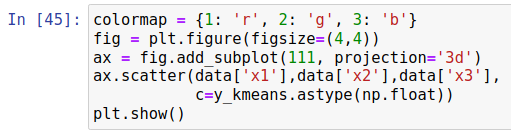 In [45]: colormap = {1: 'r', 2: 'g', 3: 'b'}
fig = plt.figure(figsize=(4,4))
ax = fig.add_subplot(111, projection='3d')
ax.scatter(data['x1'],data['x2'],data['x3'],
           c=y_kmeans.astype(np.float))
plt.show()